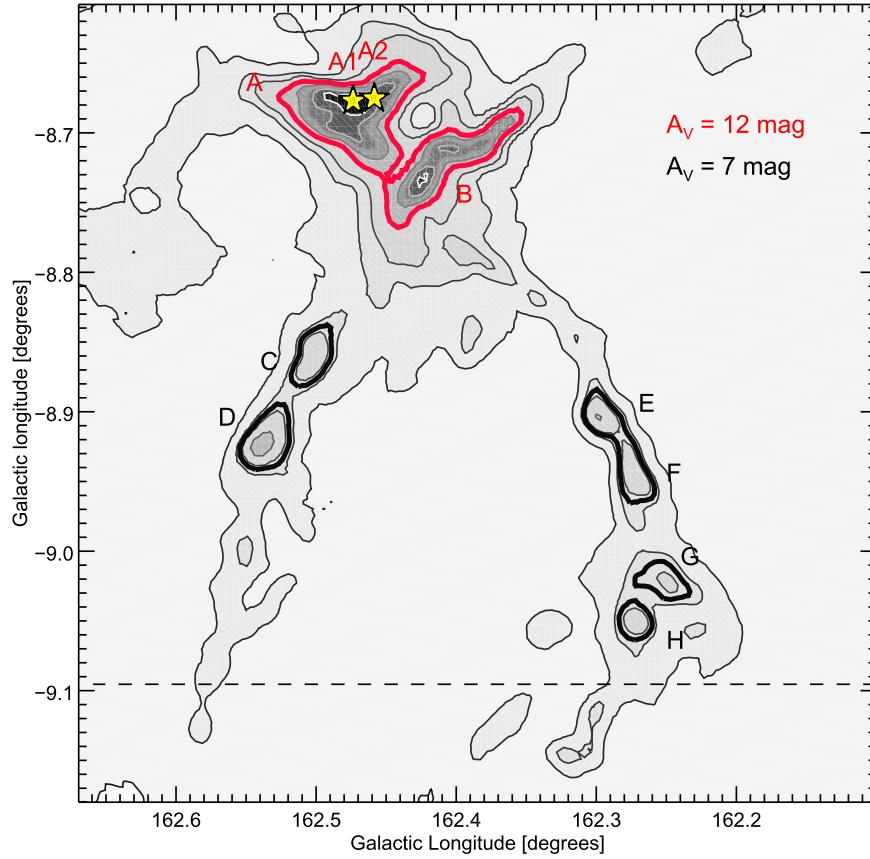 A1 A2
A
−8.7
A_V = 12 mag
A_V = 7 mag
B
−8.8
C
D
−8.9
E
F
−9.0
G
H
−9.1
Galactic longitude [degrees]
162.6 162.5 162.4 162.3 162.2
Galactic Longitude [degrees]